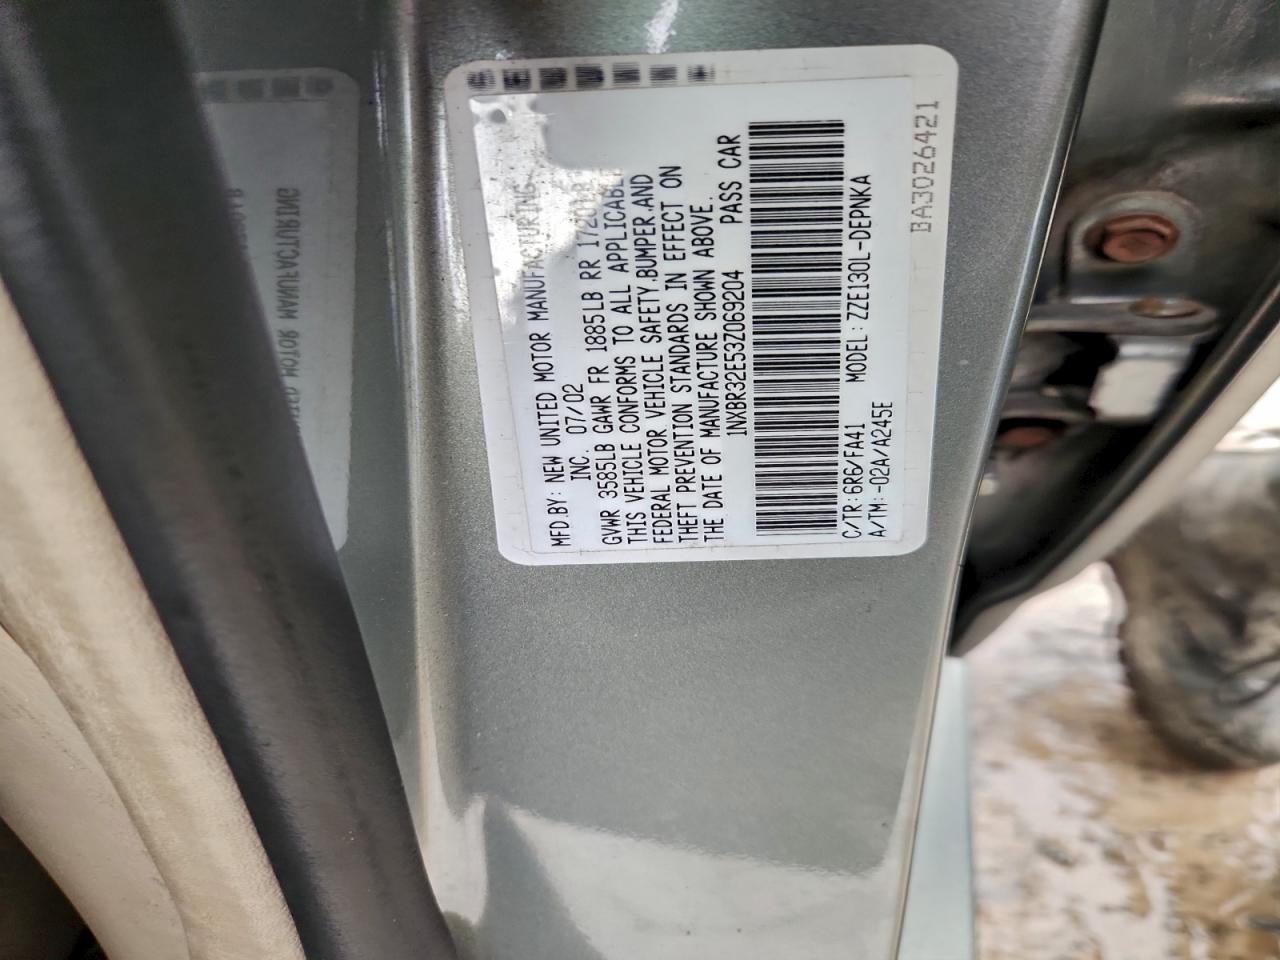 MFD.BY: NEW UNITED MOTOR MANUFACTURING
INC. 07/02
GVWR 3585LB GAWR FR 1885LB RR
THIS VEHICLE CONFORMS TO ALL APPLICABLE
FEDERAL MOTOR VEHICLE SAFETY,BUMPER,AND
THEFT PREVENTION STANDARDS IN EFFECT ON
THE DATE OF MANUFACTURE SHOWN ABOVE.
1NXBR32E53Z069204 PASS CAR
C/TR:6R6/FA41 MODEL:ZZE130L-DEPNKA
A/TM:-02A/A245E
BA3026421